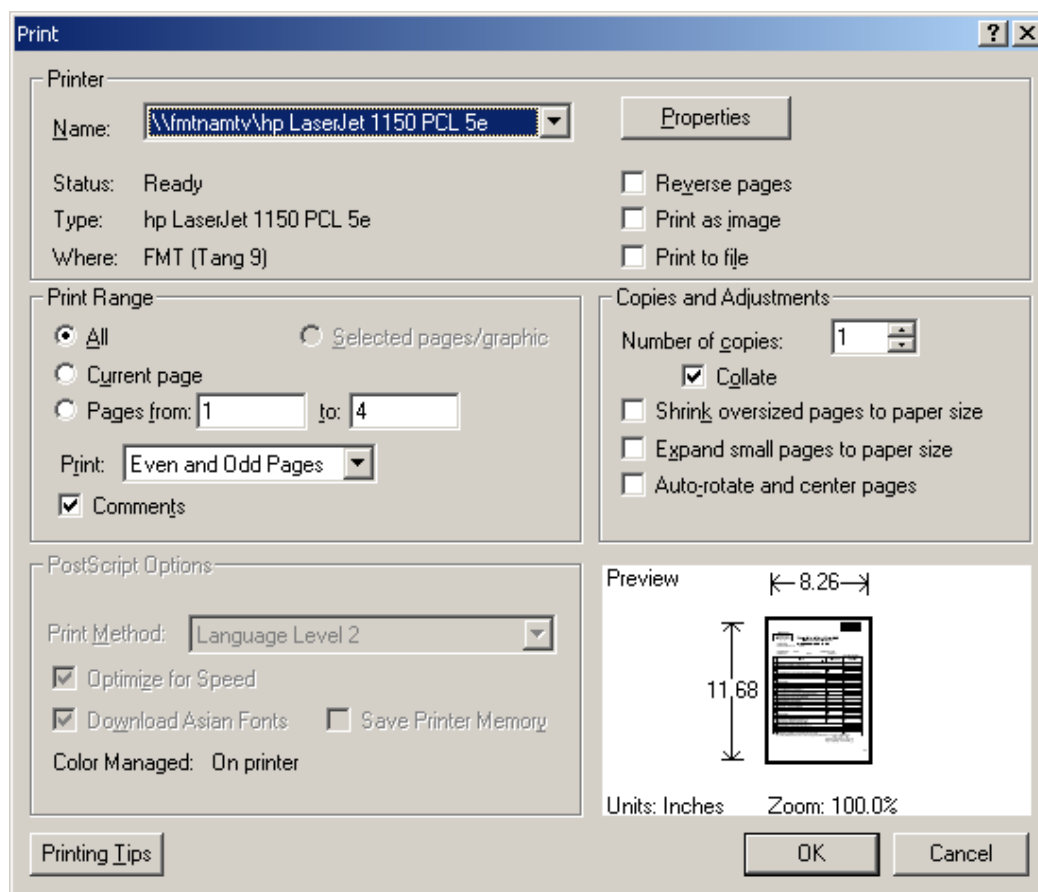 Print
Printer
Name: \\fmtnamtv\hp LaserJet 1150 PCL 5e
Properties
Status: Ready
Reverse pages
Type: hp LaserJet 1150 PCL 5e
Print as image
Where: FMT (Tang 9)
Print to file
Print Range
All
Selected pages/graphic
Current page
Pages from: 1 to: 4
Print: Even and Odd Pages
Comments
Copies and Adjustments
Number of copies: 1
Collate
Shrink oversized pages to paper size
Expand small pages to paper size
Auto-rotate and center pages
PostScript Options
Print Method: Language Level 2
Optimize for Speed
Download Asian Fonts
Save Printer Memory
Color Managed: On printer
Preview
8.26
11.68
Units: Inches Zoom: 100.0%
Printing Tips
OK
Cancel